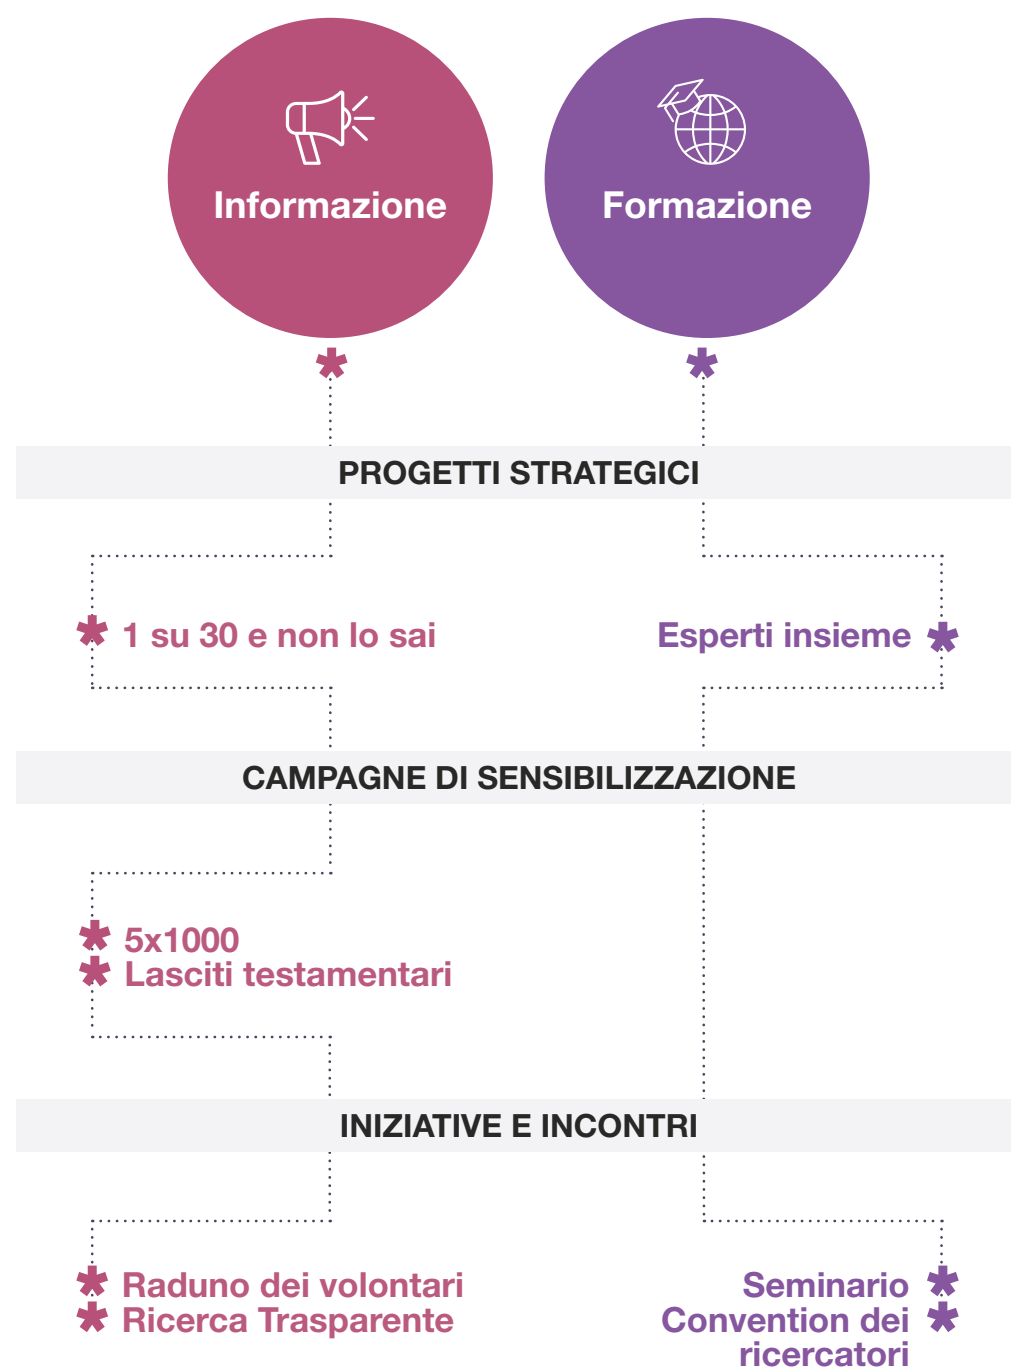 Informazione
Formazione
PROGETTI STRATEGICI
1 su 30 e non lo sai
Esperti insieme
CAMPAGNE DI SENSIBILIZZAZIONE
5x1000
Lasciti testamentari
INIZIATIVE E INCONTRI
Raduno dei volontari
Ricerca Trasparente
Seminario
Convention dei
ricercatori